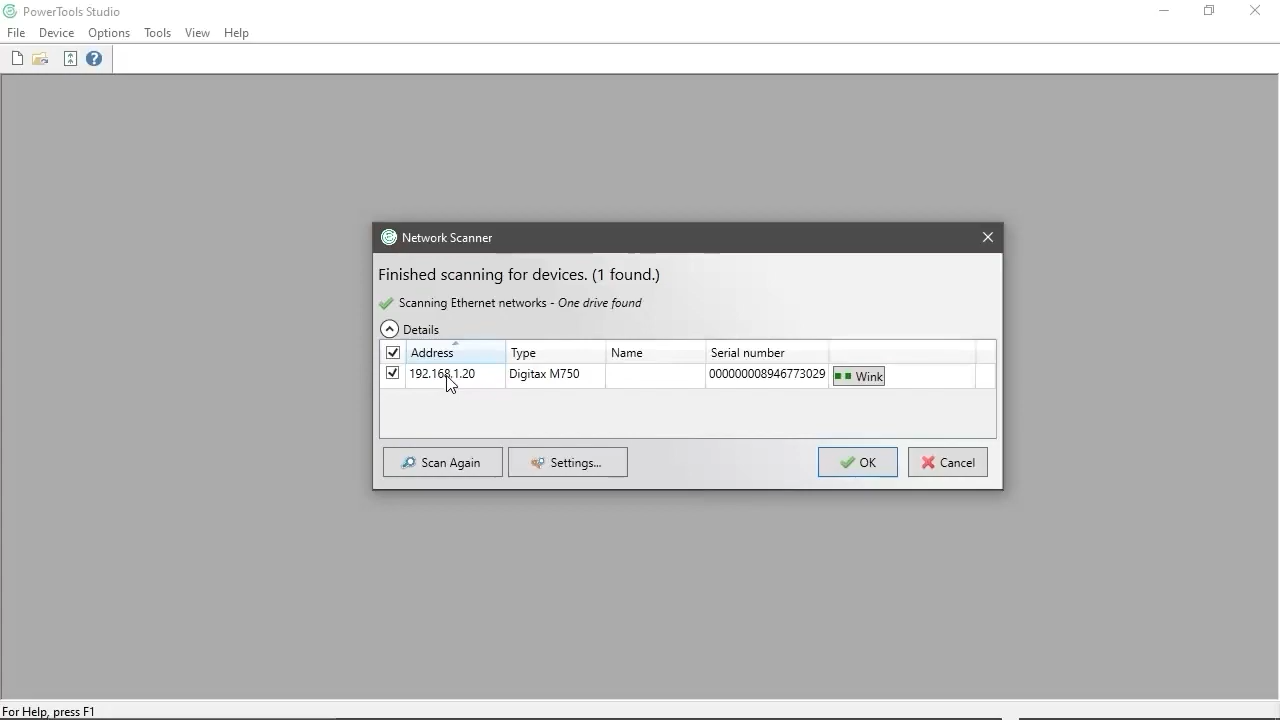 PowerTools Studio
File Device Options Tools View Help
Network Scanner
Finished scanning for devices. (1 found.)
Scanning Ethernet networks - One drive found
Details
Address Type Name Serial number
192.168.1.20 Digitax M750 000000008946773029 Wink
Scan Again Settings... OK Cancel
For Help, press F1